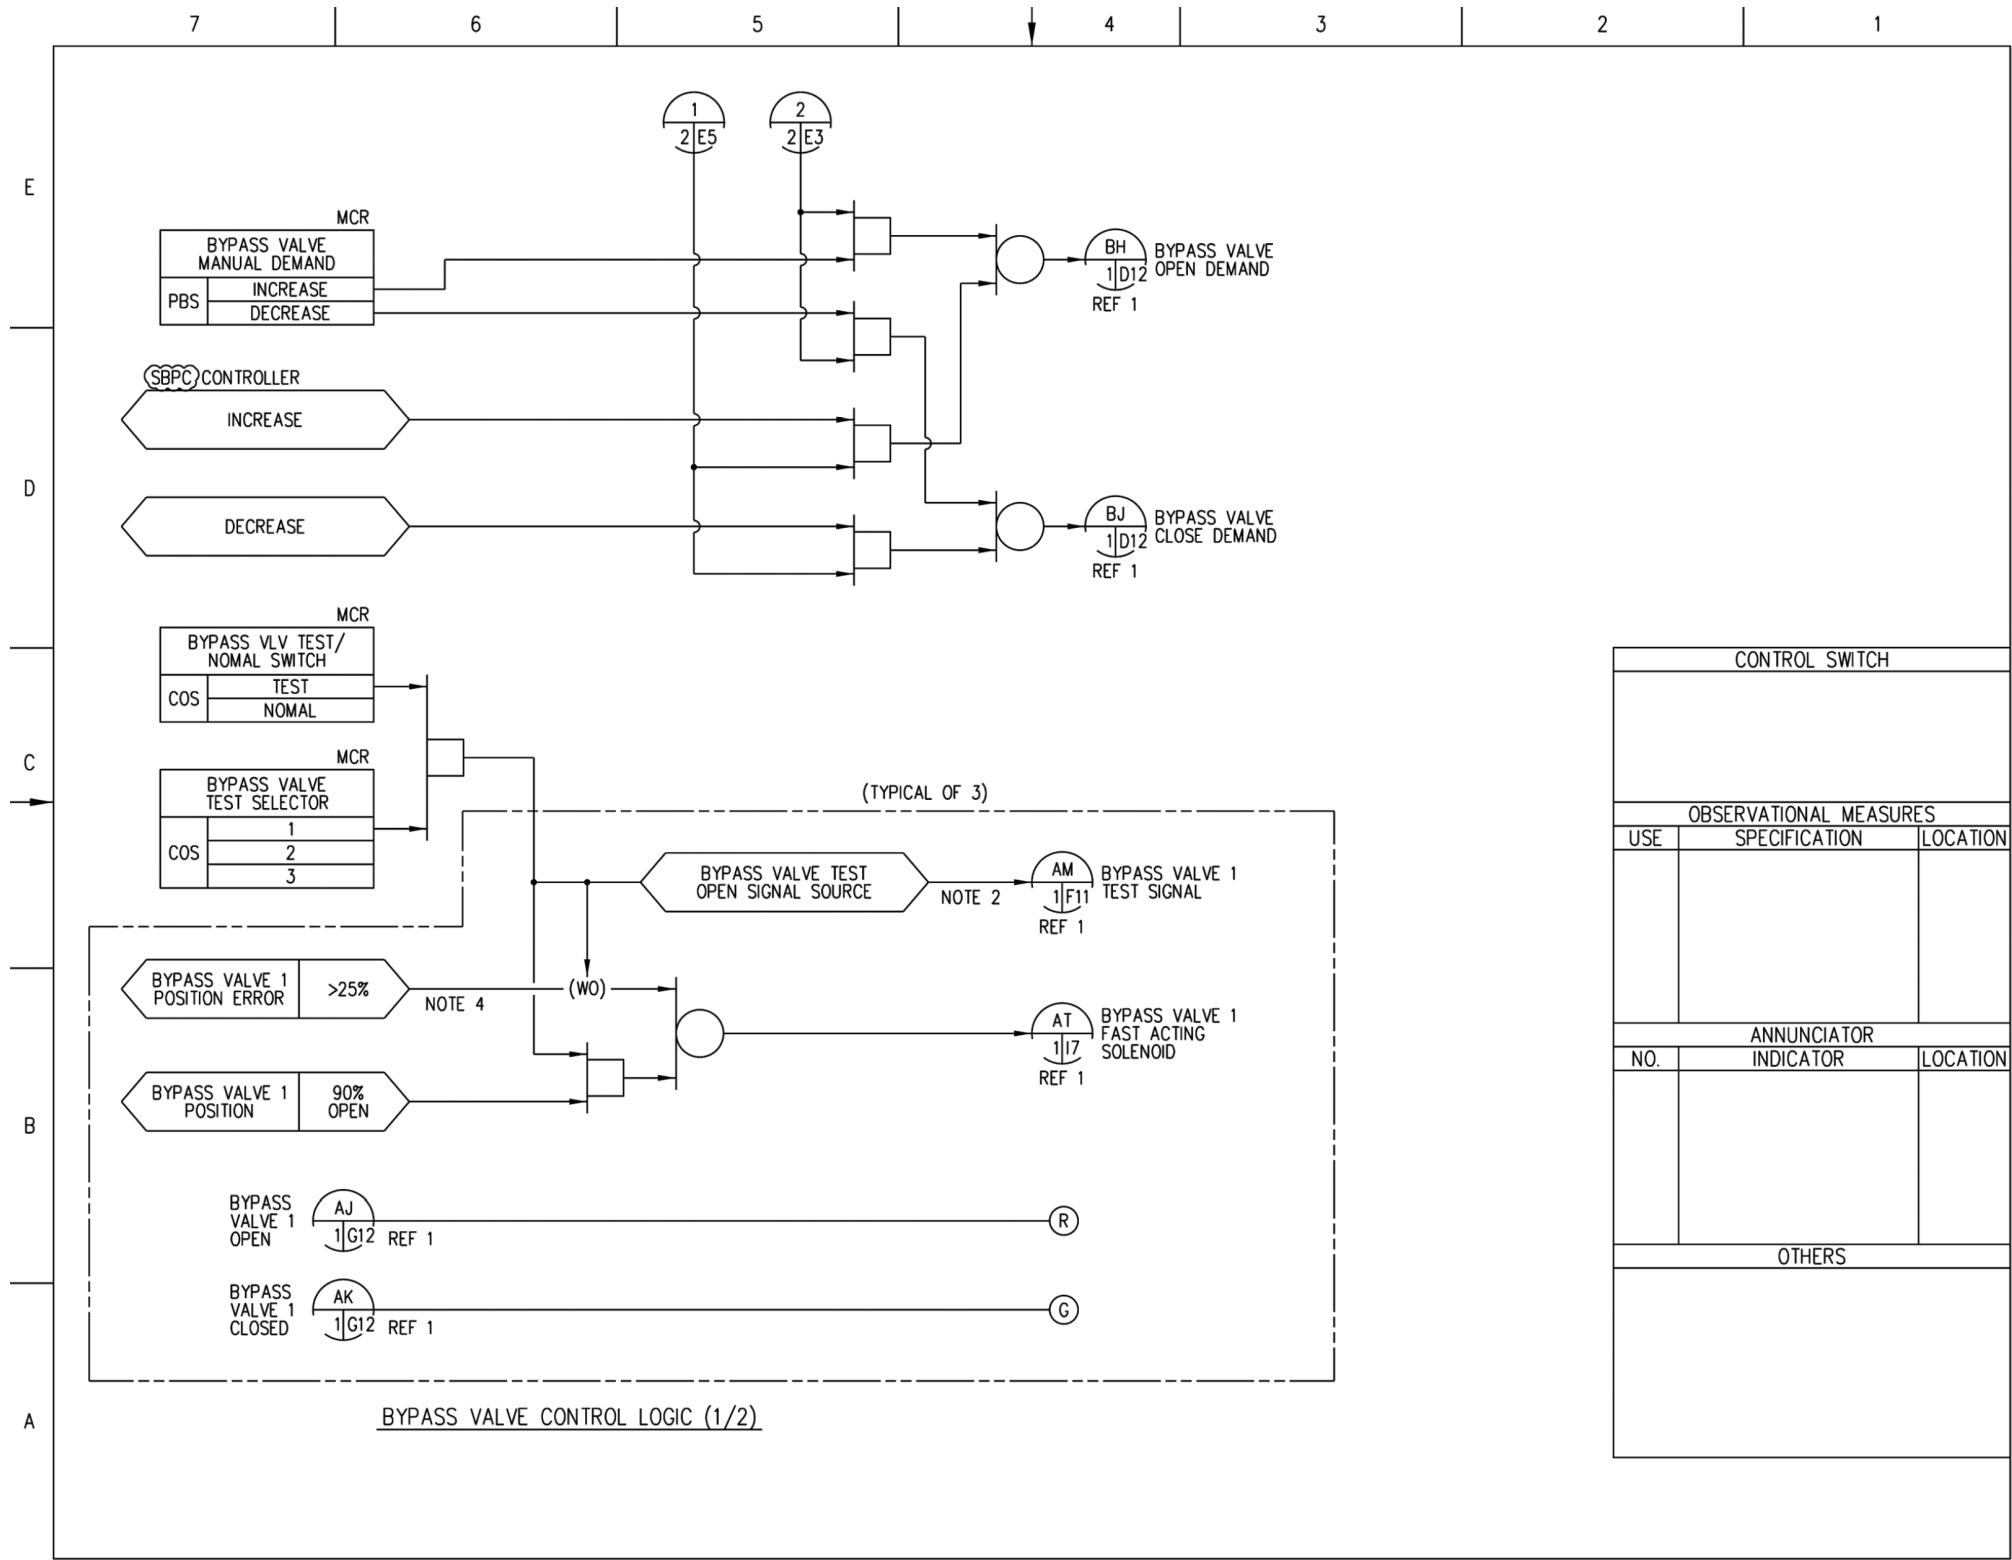 7 6 5 4 3 2 1
E
D
C
B
A
1
2 E5
2
2 E3
MCR
BYPASS VALVE
MANUAL DEMAND
PBS
INCREASE
DECREASE
BH
1 D12
REF 1
BYPASS VALVE
OPEN DEMAND
SBPC CONTROLLER
INCREASE
DECREASE
BJ
1 D12
REF 1
BYPASS VALVE
CLOSE DEMAND
MCR
BYPASS VLV TEST/
NOMAL SWITCH
COS
TEST
NOMAL
MCR
BYPASS VALVE
TEST SELECTOR
COS
1
2
3
(TYPICAL OF 3)
BYPASS VALVE TEST
OPEN SIGNAL SOURCE
NOTE 2
AM
1 F11
REF 1
BYPASS VALVE 1
TEST SIGNAL
BYPASS VALVE 1
POSITION ERROR
>25%
NOTE 4
(WO)
AT
1 I7
REF 1
BYPASS VALVE 1
FAST ACTING
SOLENOID
BYPASS VALVE 1
POSITION
90%
OPEN
BYPASS
VALVE 1
OPEN
AJ
1 G12
REF 1
R
BYPASS
VALVE 1
CLOSED
AK
1 G12
REF 1
G
BYPASS VALVE CONTROL LOGIC (1/2)
CONTROL SWITCH
OBSERVATIONAL MEASURES
USE SPECIFICATION LOCATION
ANNUNCIATOR
NO. INDICATOR LOCATION
OTHERS